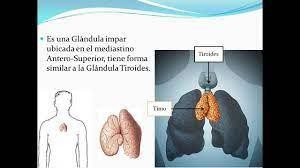 Es una Glándula impar
ubicada en el mediastino
Antero-Superior, tiene forma
similar a la Glándula Tiroides.
Tiroides
Timo